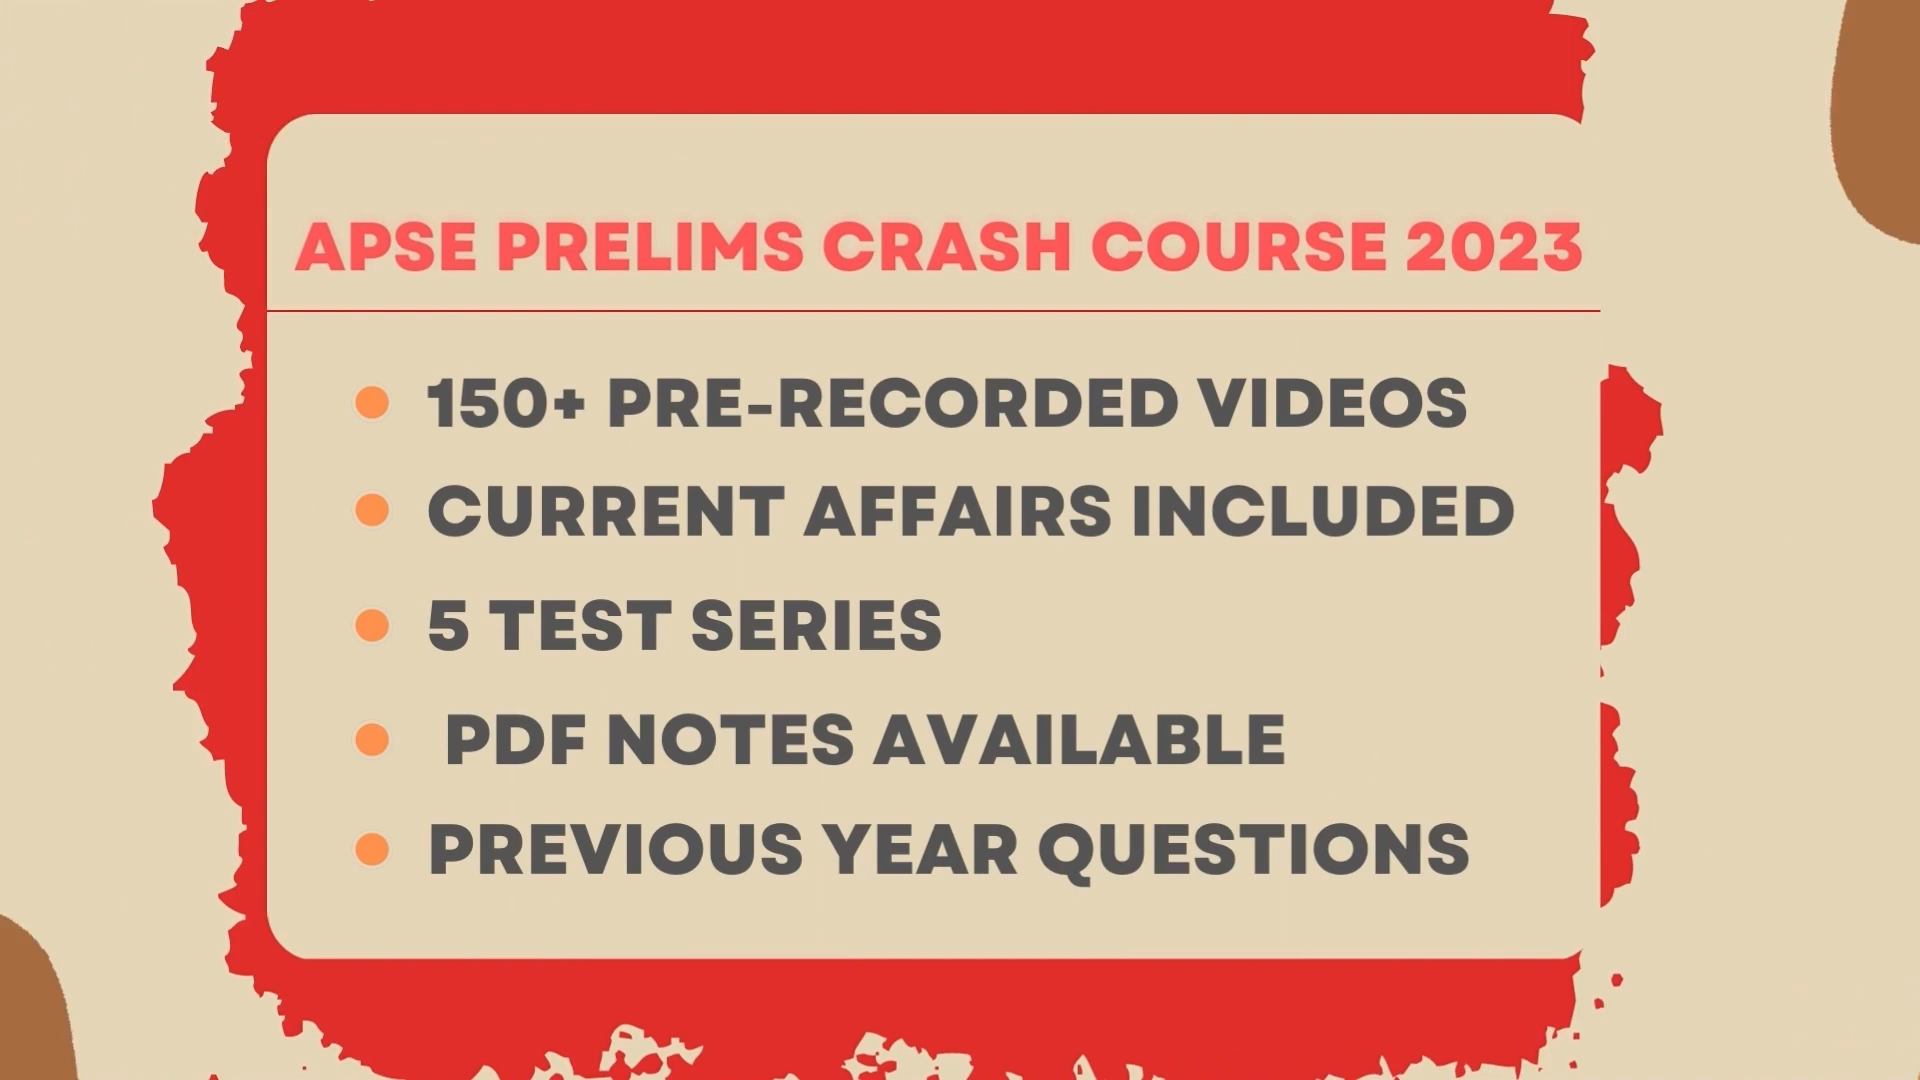 APSE PRELIMS CRASH COURSE 2023
150+ PRE-RECORDED VIDEOS
CURRENT AFFAIRS INCLUDED
5 TEST SERIES
PDF NOTES AVAILABLE
PREVIOUS YEAR QUESTIONS